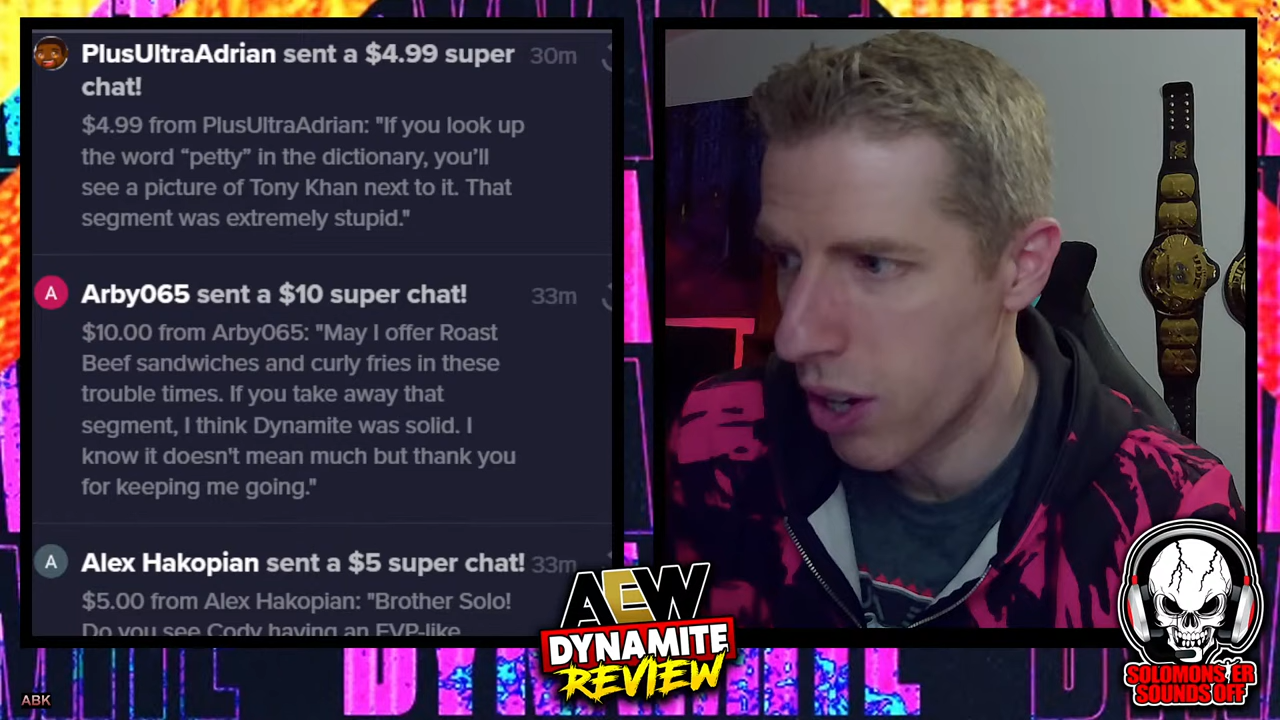 PlusUltraAdrian sent a $4.99 super
30m
chat!
$4.99 from PlusUltraAdrian: "If you look up
the word “petty” in the dictionary, you’ll
see a picture of Tony Khan next to it. That
segment was extremely stupid."
A
Arby065 sent a $10 super chat!
33m
$10.00 from Arby065: "May I offer Roast
Beef sandwiches and curly fries in these
trouble times. If you take away that
segment, I think Dynamite was solid. I
know it doesn't mean much but thank you
for keeping me going."
A
Alex Hakopian sent a $5 super chat!
33m
$5.00 from Alex Hakopian: "Brother Solo!
Do you see Cody having an EVP-like
AEW
DYNAMITE
REVIEW
SOUNDS OFF
ABK